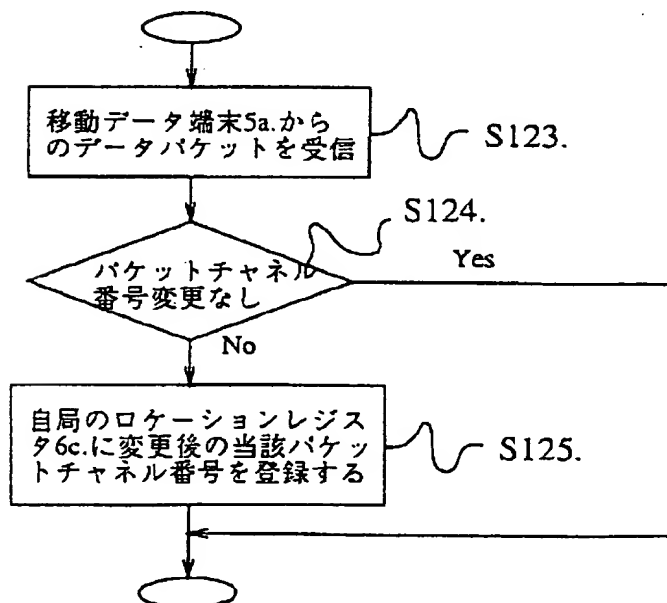 移動データ端末5a.から
のデータパケットを受信
S123.
S124.
パケットチャネル
番号変更なし
Yes
No
自局のロケーションレジス
タ6c.に変更後の当該パケッ
トチャネル番号を登録する
S125.